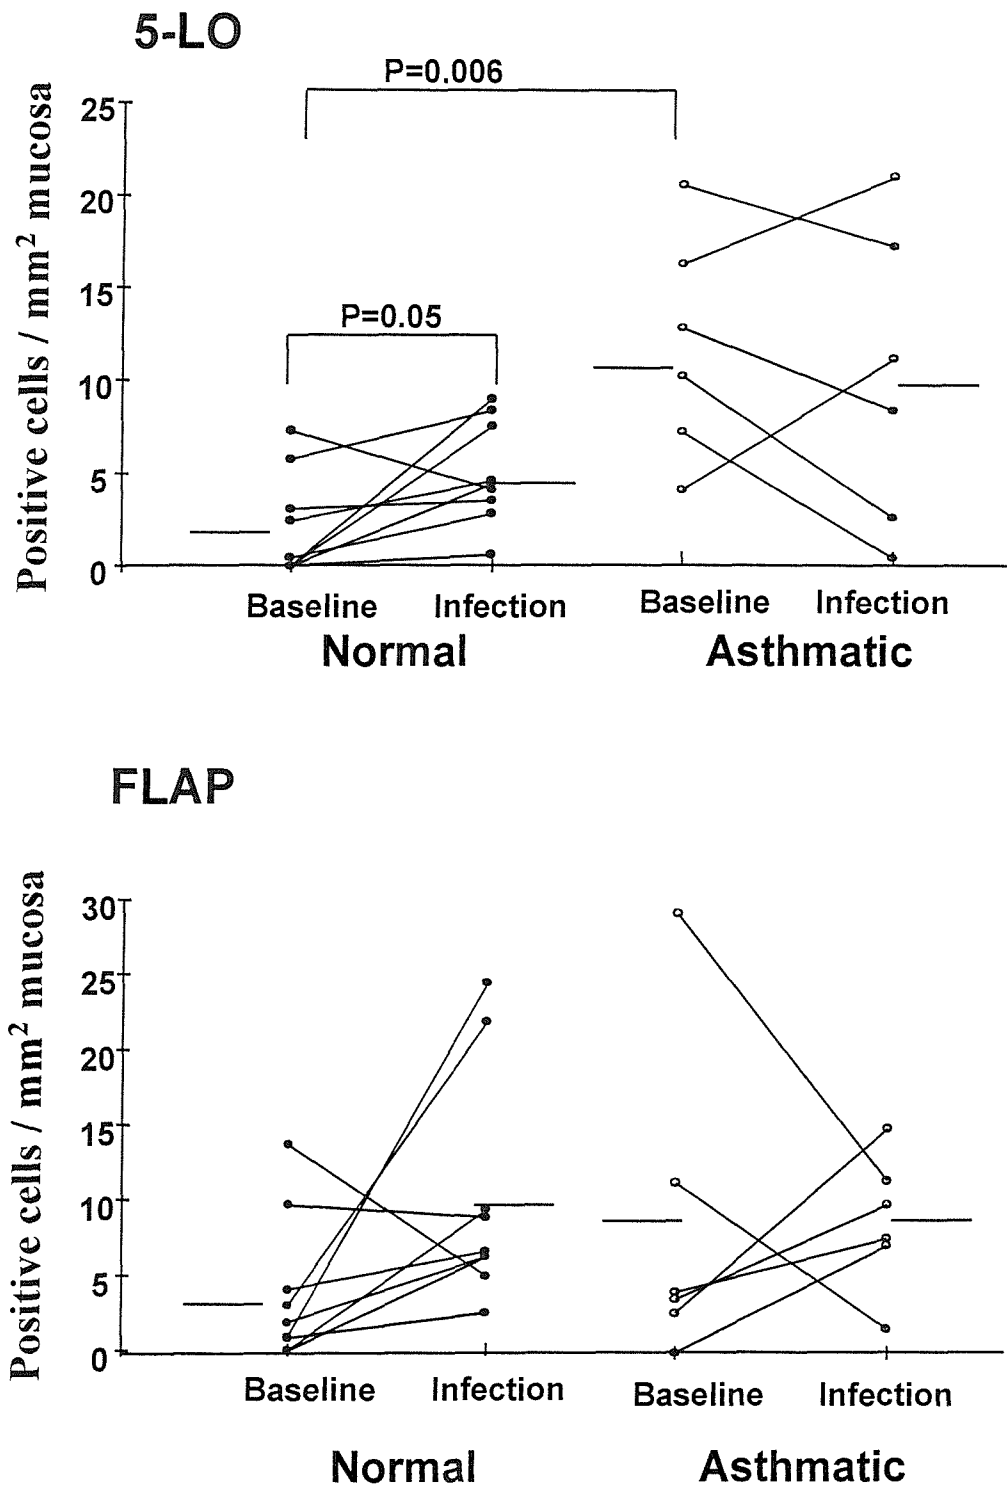 5-LO
P=0.006
Positive cells / mm² mucosa
25
20
15
10
5
0
P=0.05
Baseline Infection Baseline Infection
Normal Asthmatic
FLAP
Positive cells / mm² mucosa
30
25
20
15
10
5
0
Baseline Infection Baseline Infection
Normal Asthmatic